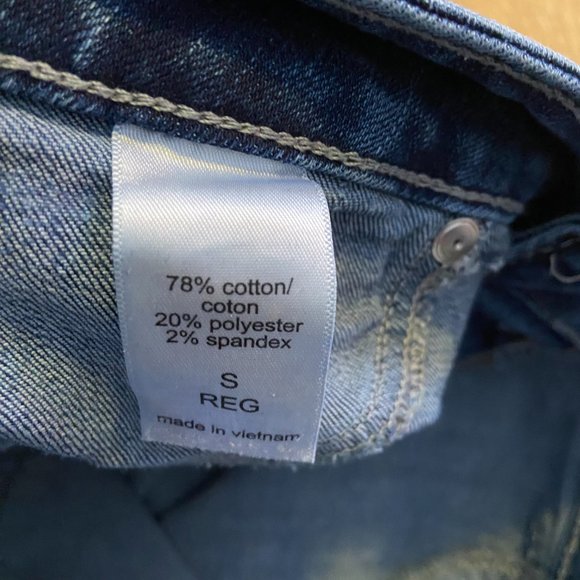 78% cotton/
coton
20% polyester
2% spandex
S
REG
made in vietnam